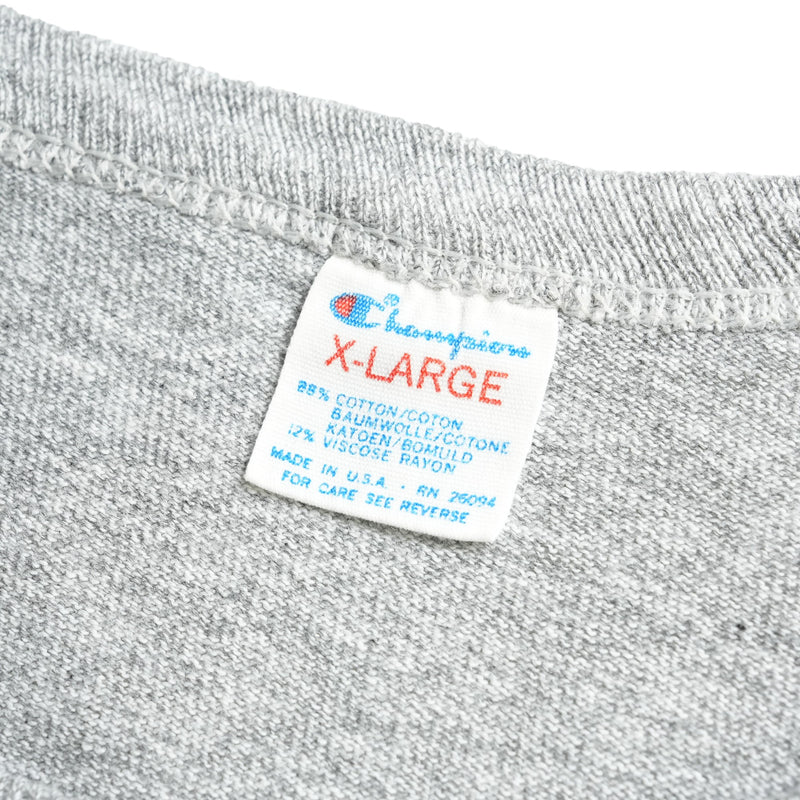 Champion
X-LARGE
88% COTTON/COTON
BAUMWOLLE/COTONE
KATOEN/BOMULD
12% VISCOSE RAYON
MADE IN U.S.A. • RN 26094
FOR CARE SEE REVERSE